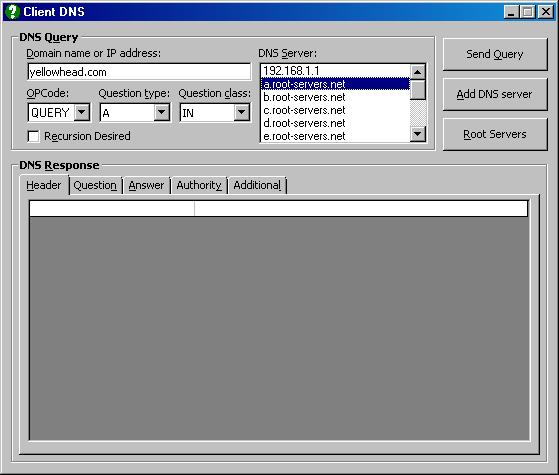 Client DNS
DNS Query
Domain name or IP address:
yellowhead.com
OPCode: Question type: Question class:
QUERY A IN
Recursion Desired
DNS Server:
192.168.1.1
a.root-servers.net
b.root-servers.net
c.root-servers.net
d.root-servers.net
e.root-servers.net
Send Query
Add DNS server
Root Servers
DNS Response
Header Question Answer Authority Additional